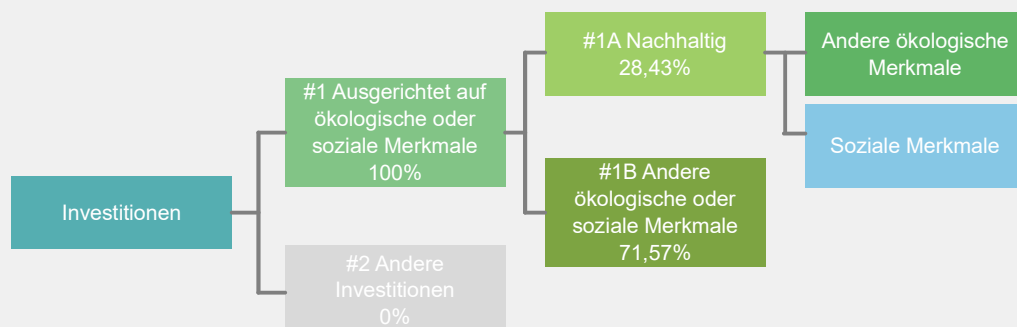 #1A Nachhaltig
28,43%
Andere ökologische
Merkmale
#1 Ausgerichtet auf
ökologische oder
soziale Merkmale
100%
Soziale Merkmale
Investitionen
#1B Andere
ökologische oder
soziale Merkmale
71,57%
#2 Andere
Investitionen
0%